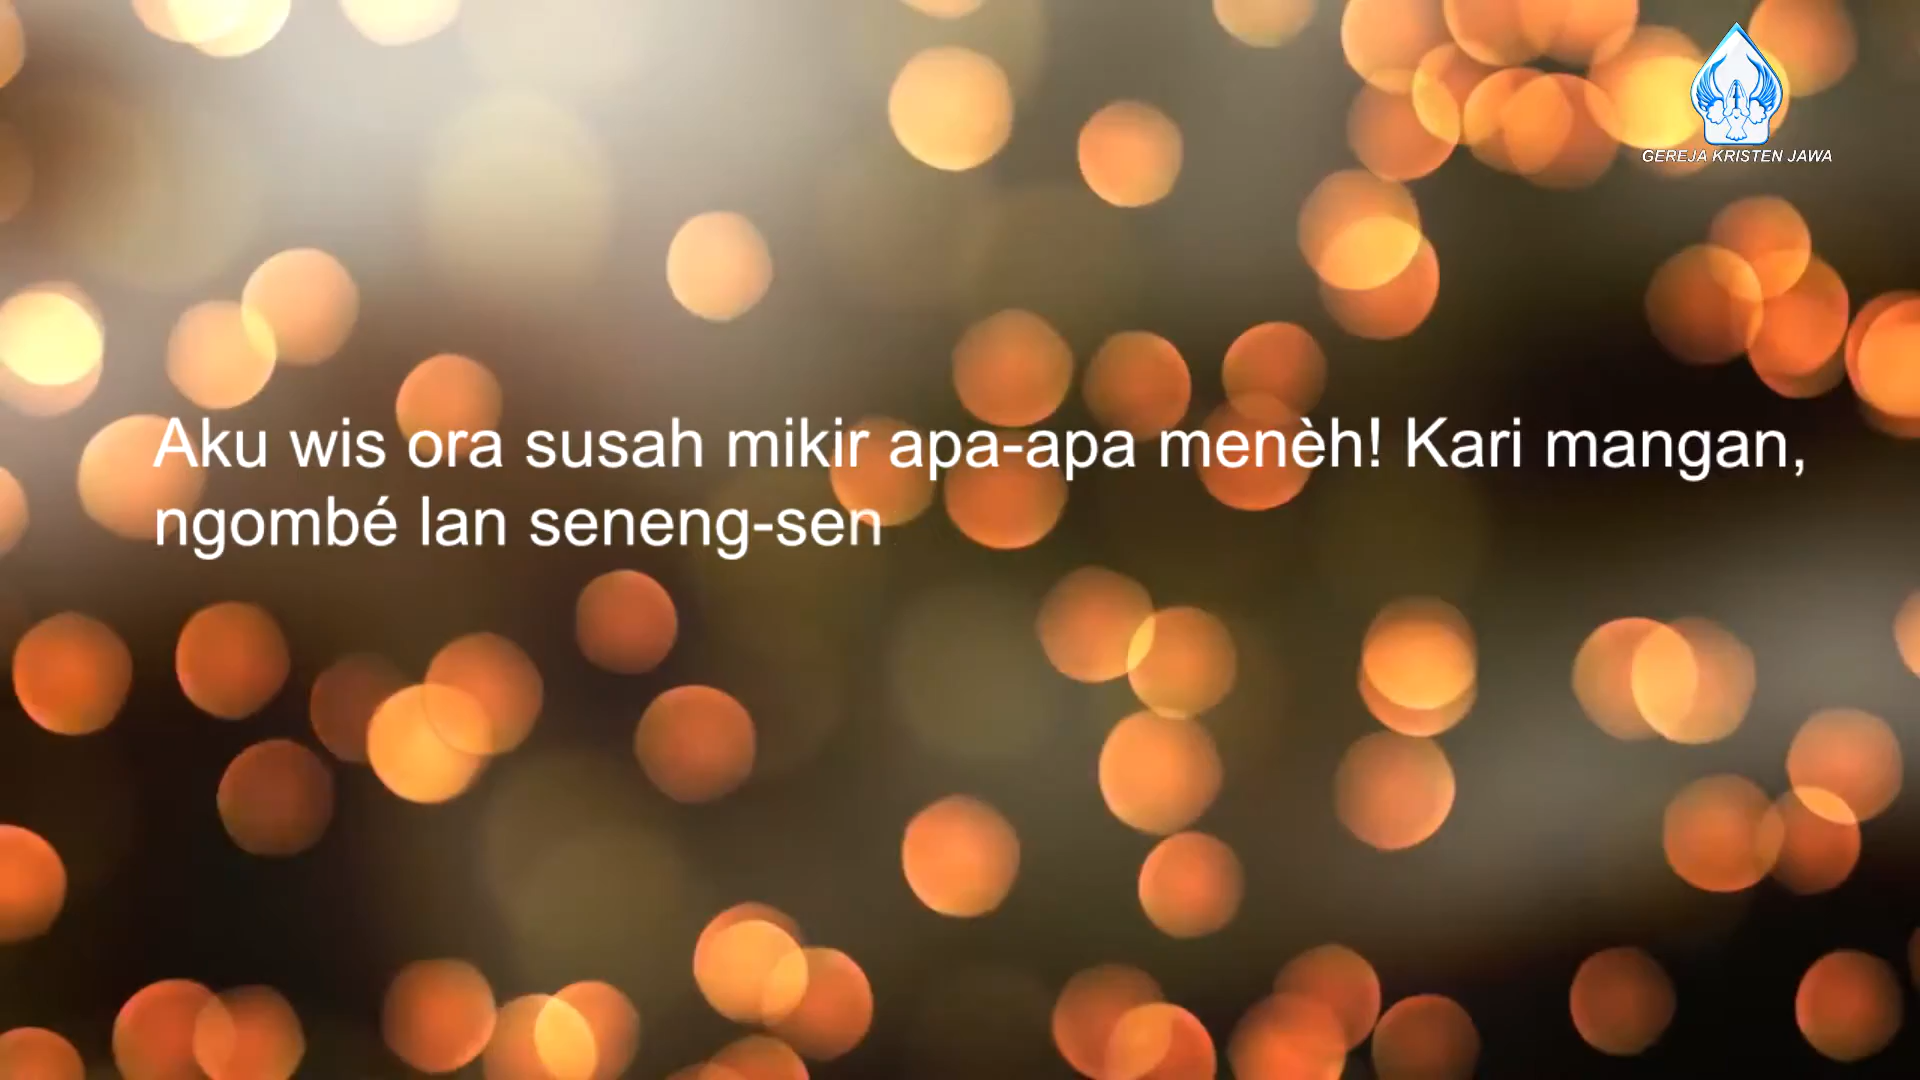 GEREJA KRISTEN JAWA
Aku wis ora susah mikir apa-apa menèh! Kari mangan,
ngombé lan seneng-sen